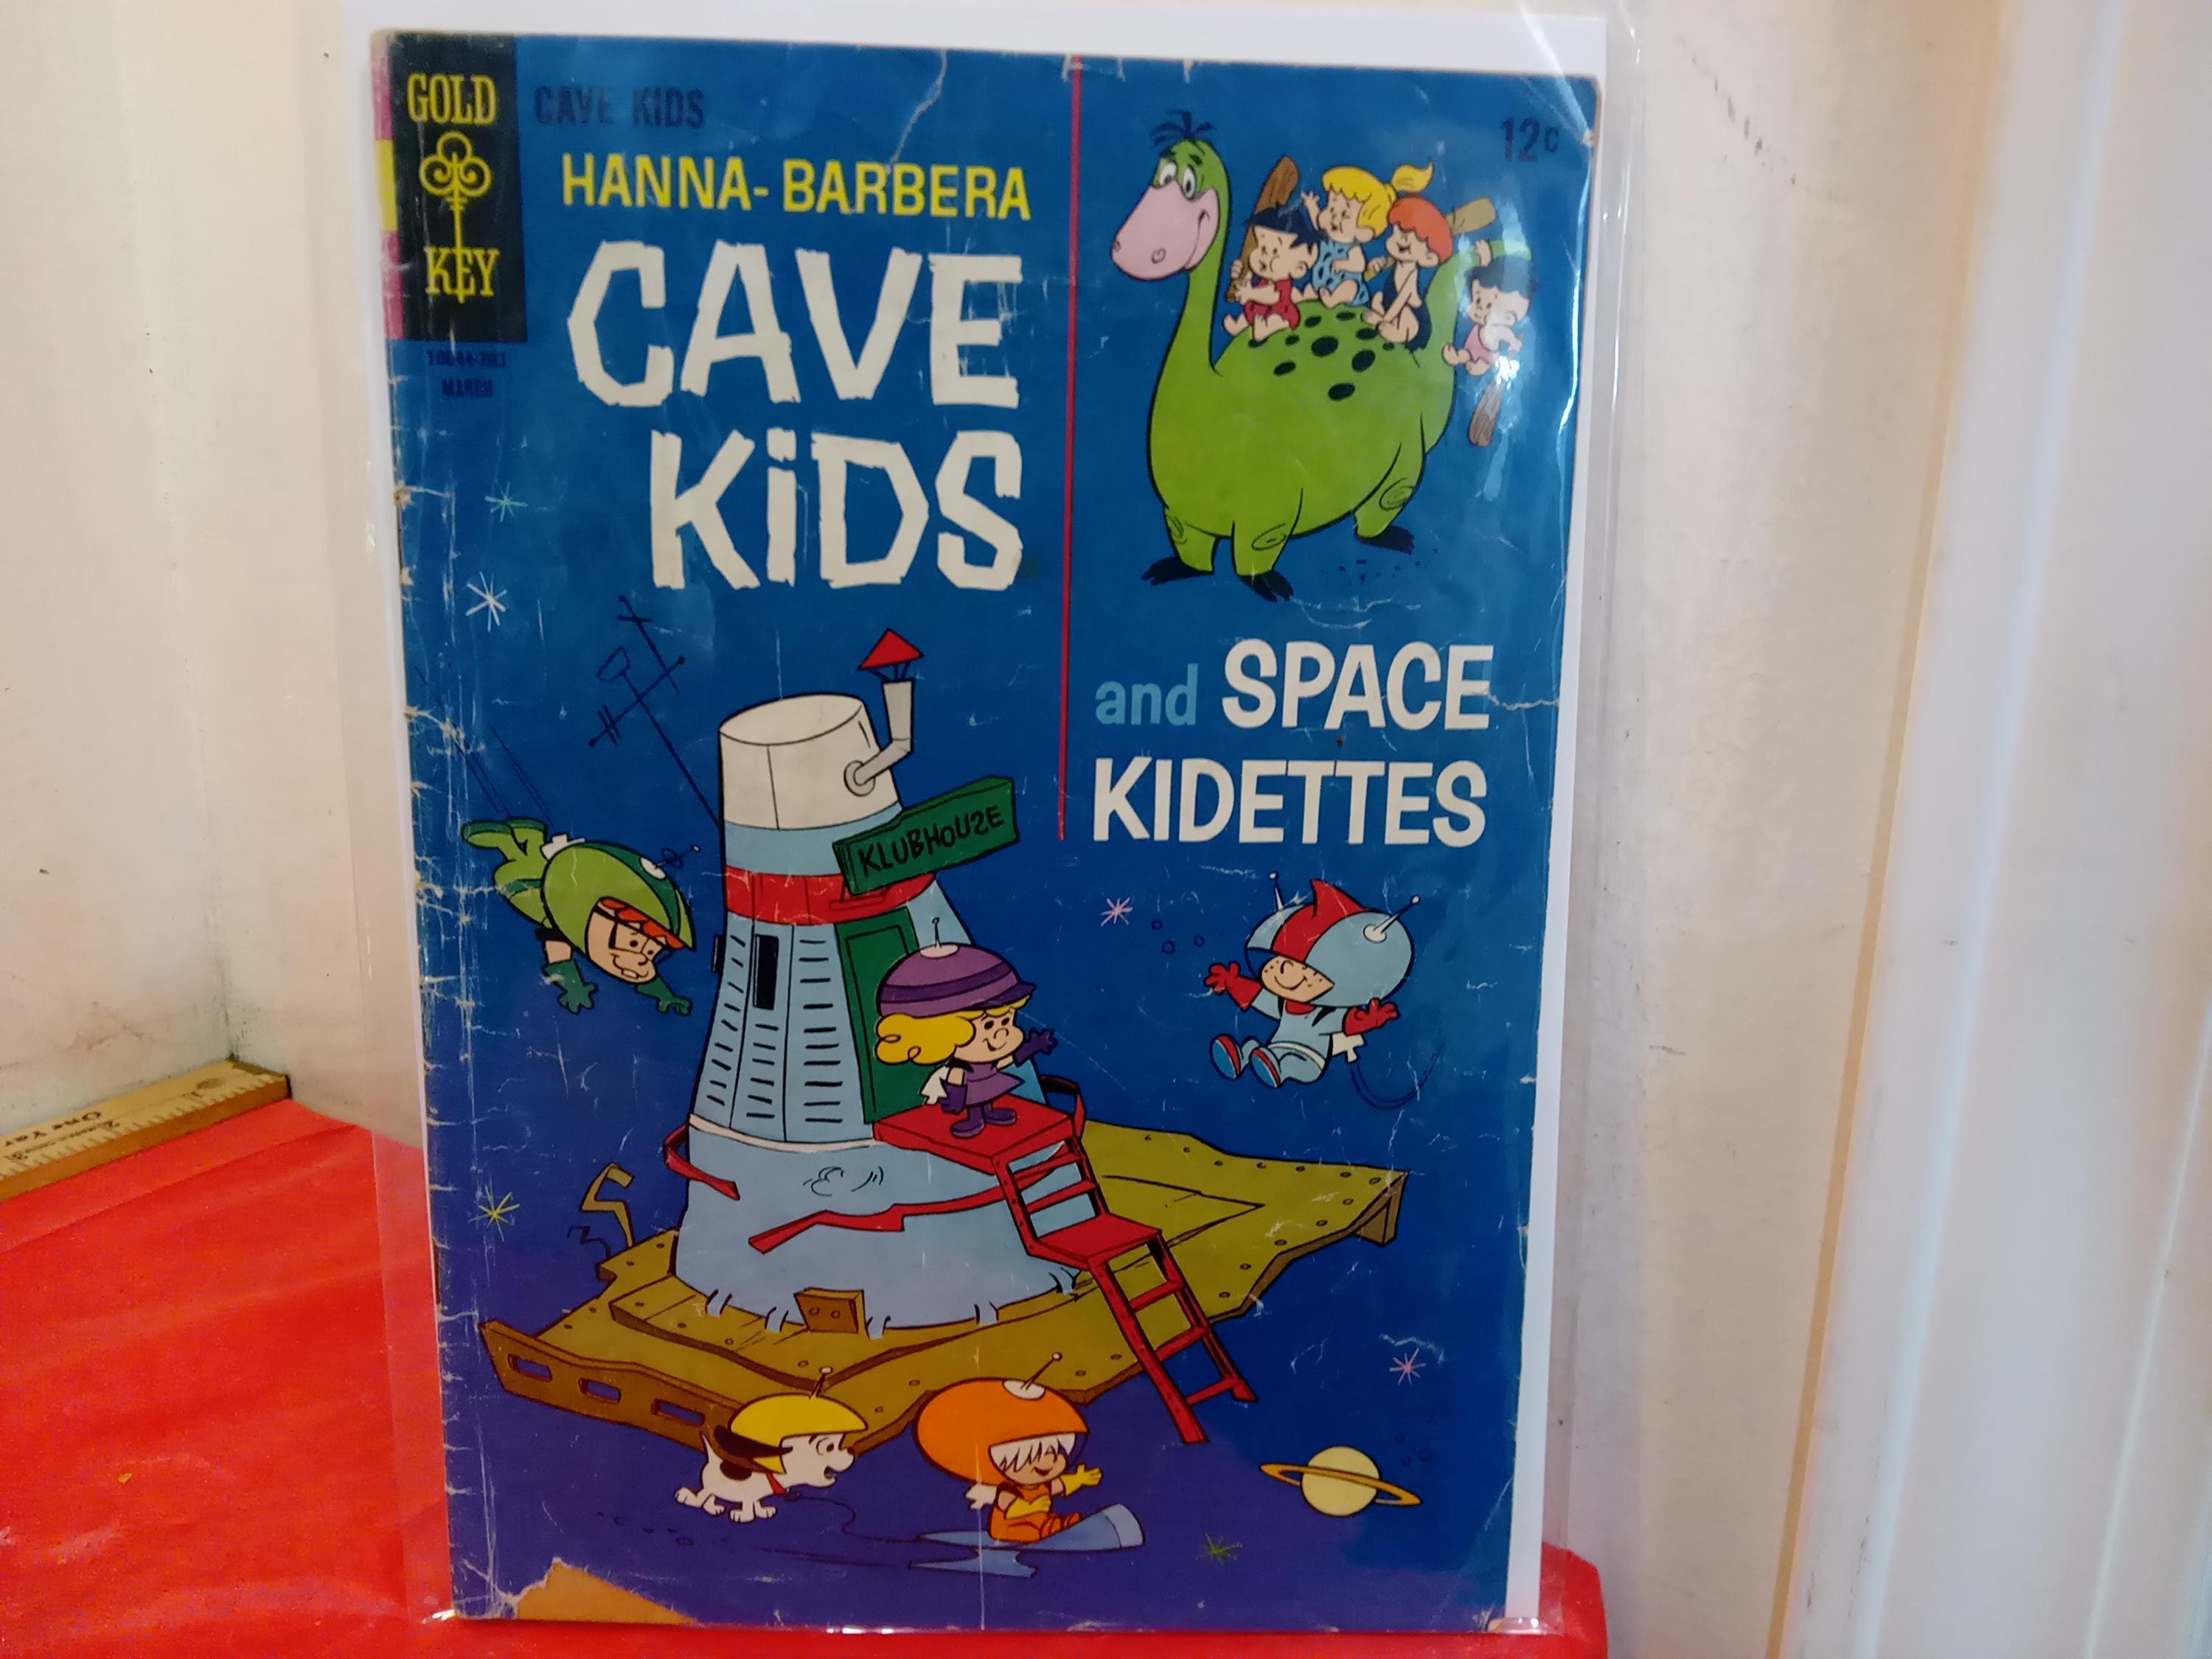 GOLD
KEY
CAVE KIDS
12¢
MARCH
HANNA-BARBERA
CAVE
KiDS
and SPACE
KIDETTES
KLUBHOUZE